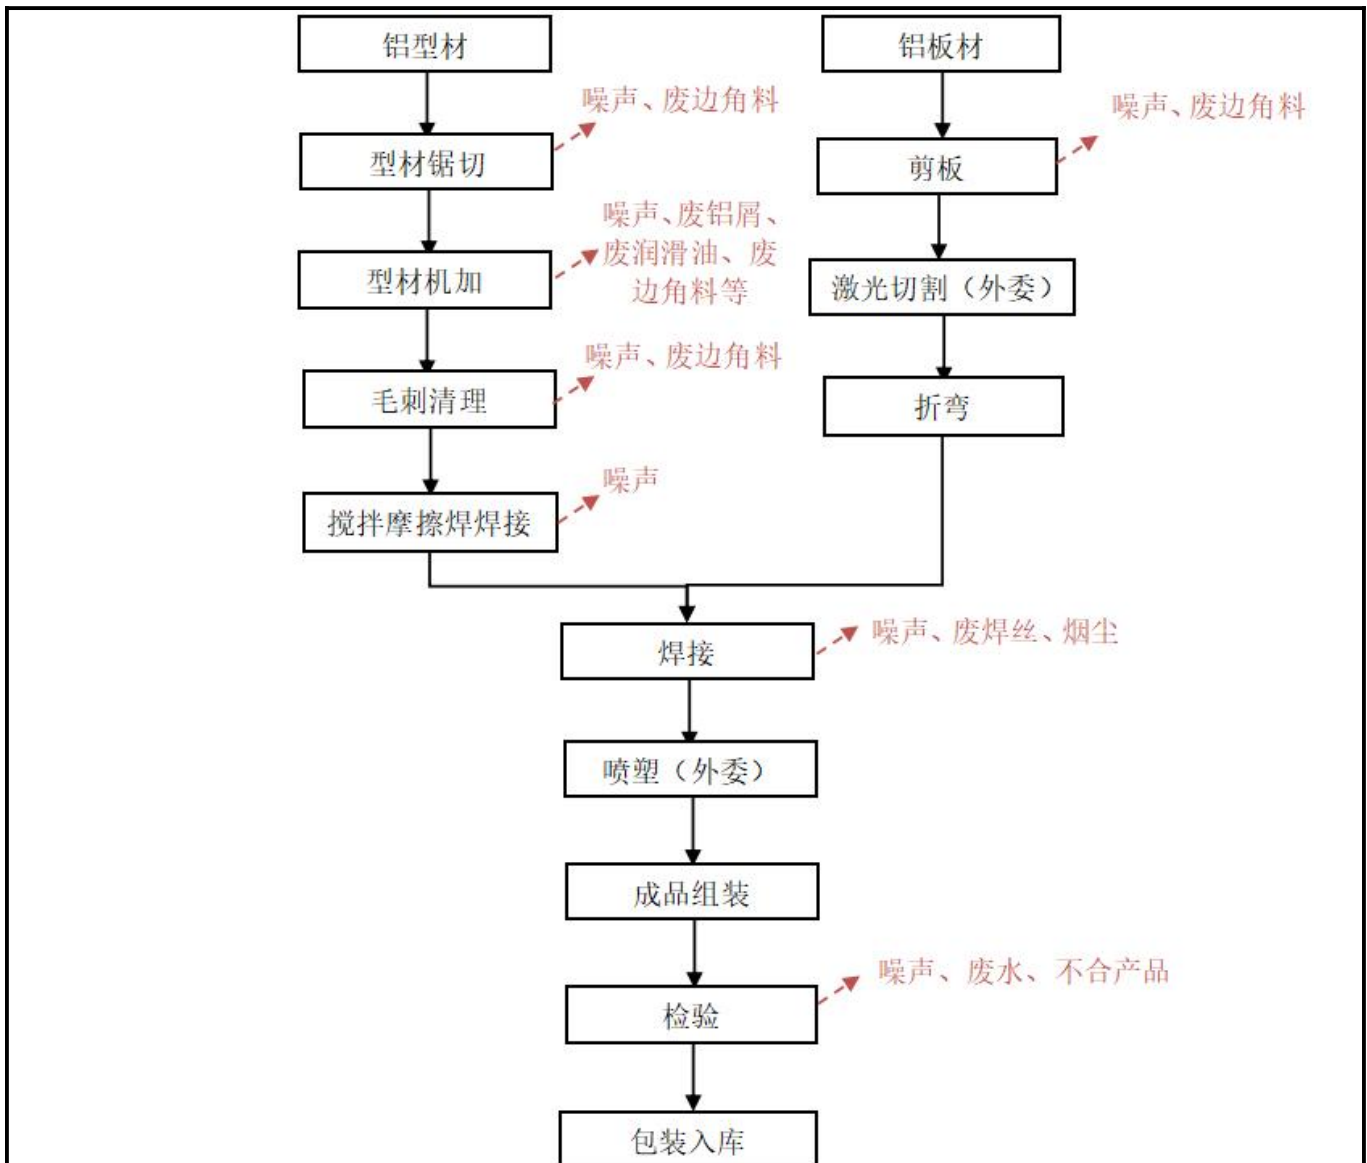 铝型材
铝板材
噪声、废边角料
噪声、废边角料
型材锯切
剪板
噪声、废铝屑、
废润滑油、废
边角料等
型材机加
激光切割（外委）
噪声、废边角料
毛刺清理
折弯
噪声
搅拌摩擦焊焊接
噪声、废焊丝、烟尘
焊接
喷塑（外委）
成品组装
噪声、废水、不合产品
检验
包装入库